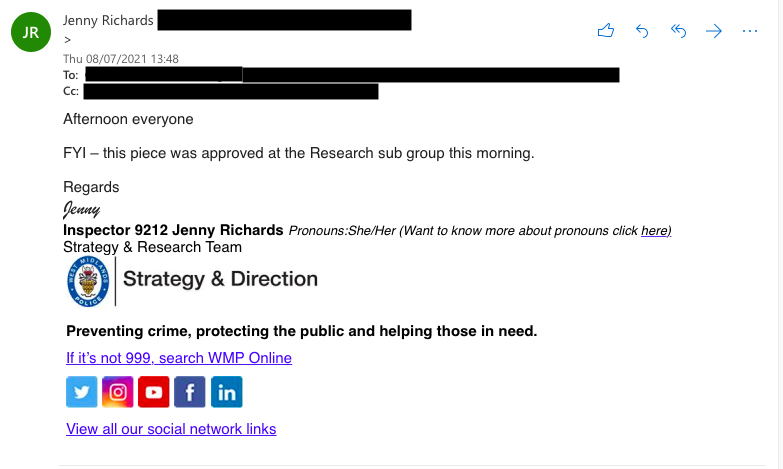 JR
Jenny Richards
>
Thu 08/07/2021 13:48
To:
Cc:
Afternoon everyone
FYI – this piece was approved at the Research sub group this morning.
Regards
Jenny
Inspector 9212 Jenny Richards Pronouns:She/Her (Want to know more about pronouns click here)
Strategy & Research Team
WEST MIDLANDS POLICE
Strategy & Direction
Preventing crime, protecting the public and helping those in need.
If it's not 999, search WMP Online
f in
View all our social network links